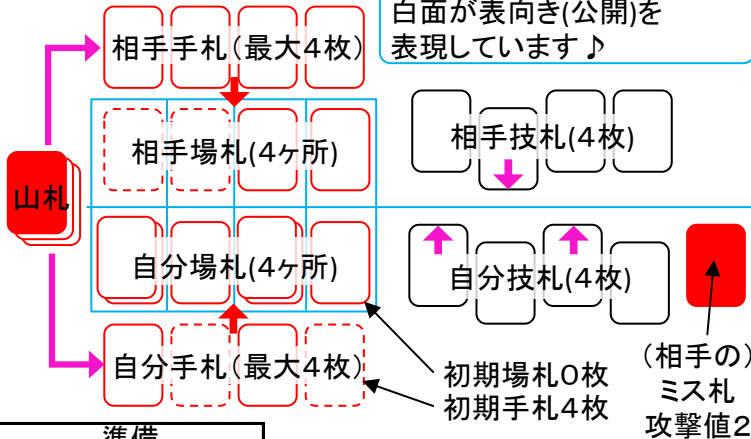 白面が表向き(公開)を
表現しています♪
相手手札(最大4枚)
相手場札(4ヶ所)
相手技札(4枚)
山札
自分場札(4ヶ所)
自分技札(4枚)
自分手札(最大4枚)
初期場札0枚
初期手札4枚
(相手の)
ミス札
攻撃値2
準備